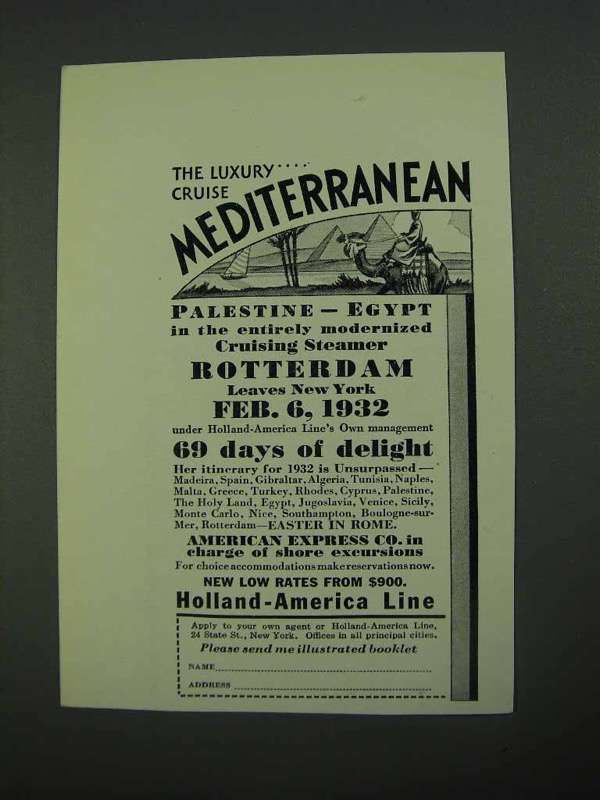 THE LUXURY....
CRUISE
MEDITERRANEAN
PALESTINE — EGYPT
in the entirely modernized
Cruising Steamer
ROTTERDAM
Leaves New York
FEB. 6, 1932
under Holland-America Line's Own management
69 days of delight
Her itinerary for 1932 is Unsurpassed—
Madeira, Spain, Gibraltar, Algeria, Tunisia, Naples,
Malta, Greece, Turkey, Rhodes, Cyprus, Palestine,
The Holy Land, Egypt, Jugoslavia, Venice, Sicily,
Monte Carlo, Nice, Southampton, Boulogne-sur-
Mer, Rotterdam—EASTER IN ROME.
AMERICAN EXPRESS CO. in
charge of shore excursions
For choice accommodations make reservations now.
NEW LOW RATES FROM $900.
Holland-America Line
Apply to your own agent or Holland-America Line,
24 State St., New York. Offices in all principal cities.
Please send me illustrated booklet
NAME
ADDRESS